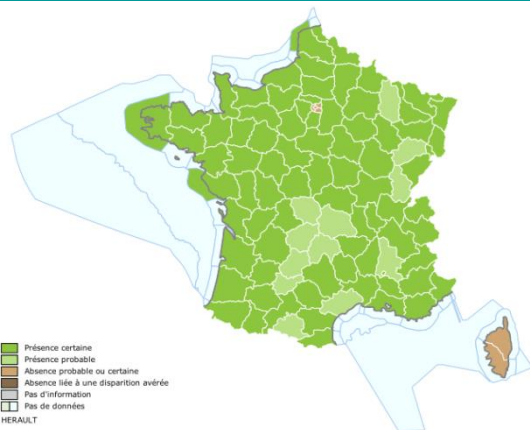 Présence certaine
Présence probable
Absence probable ou certaine
Absence liée à une disparition avérée
Pas d'information
Pas de données
HERAULT